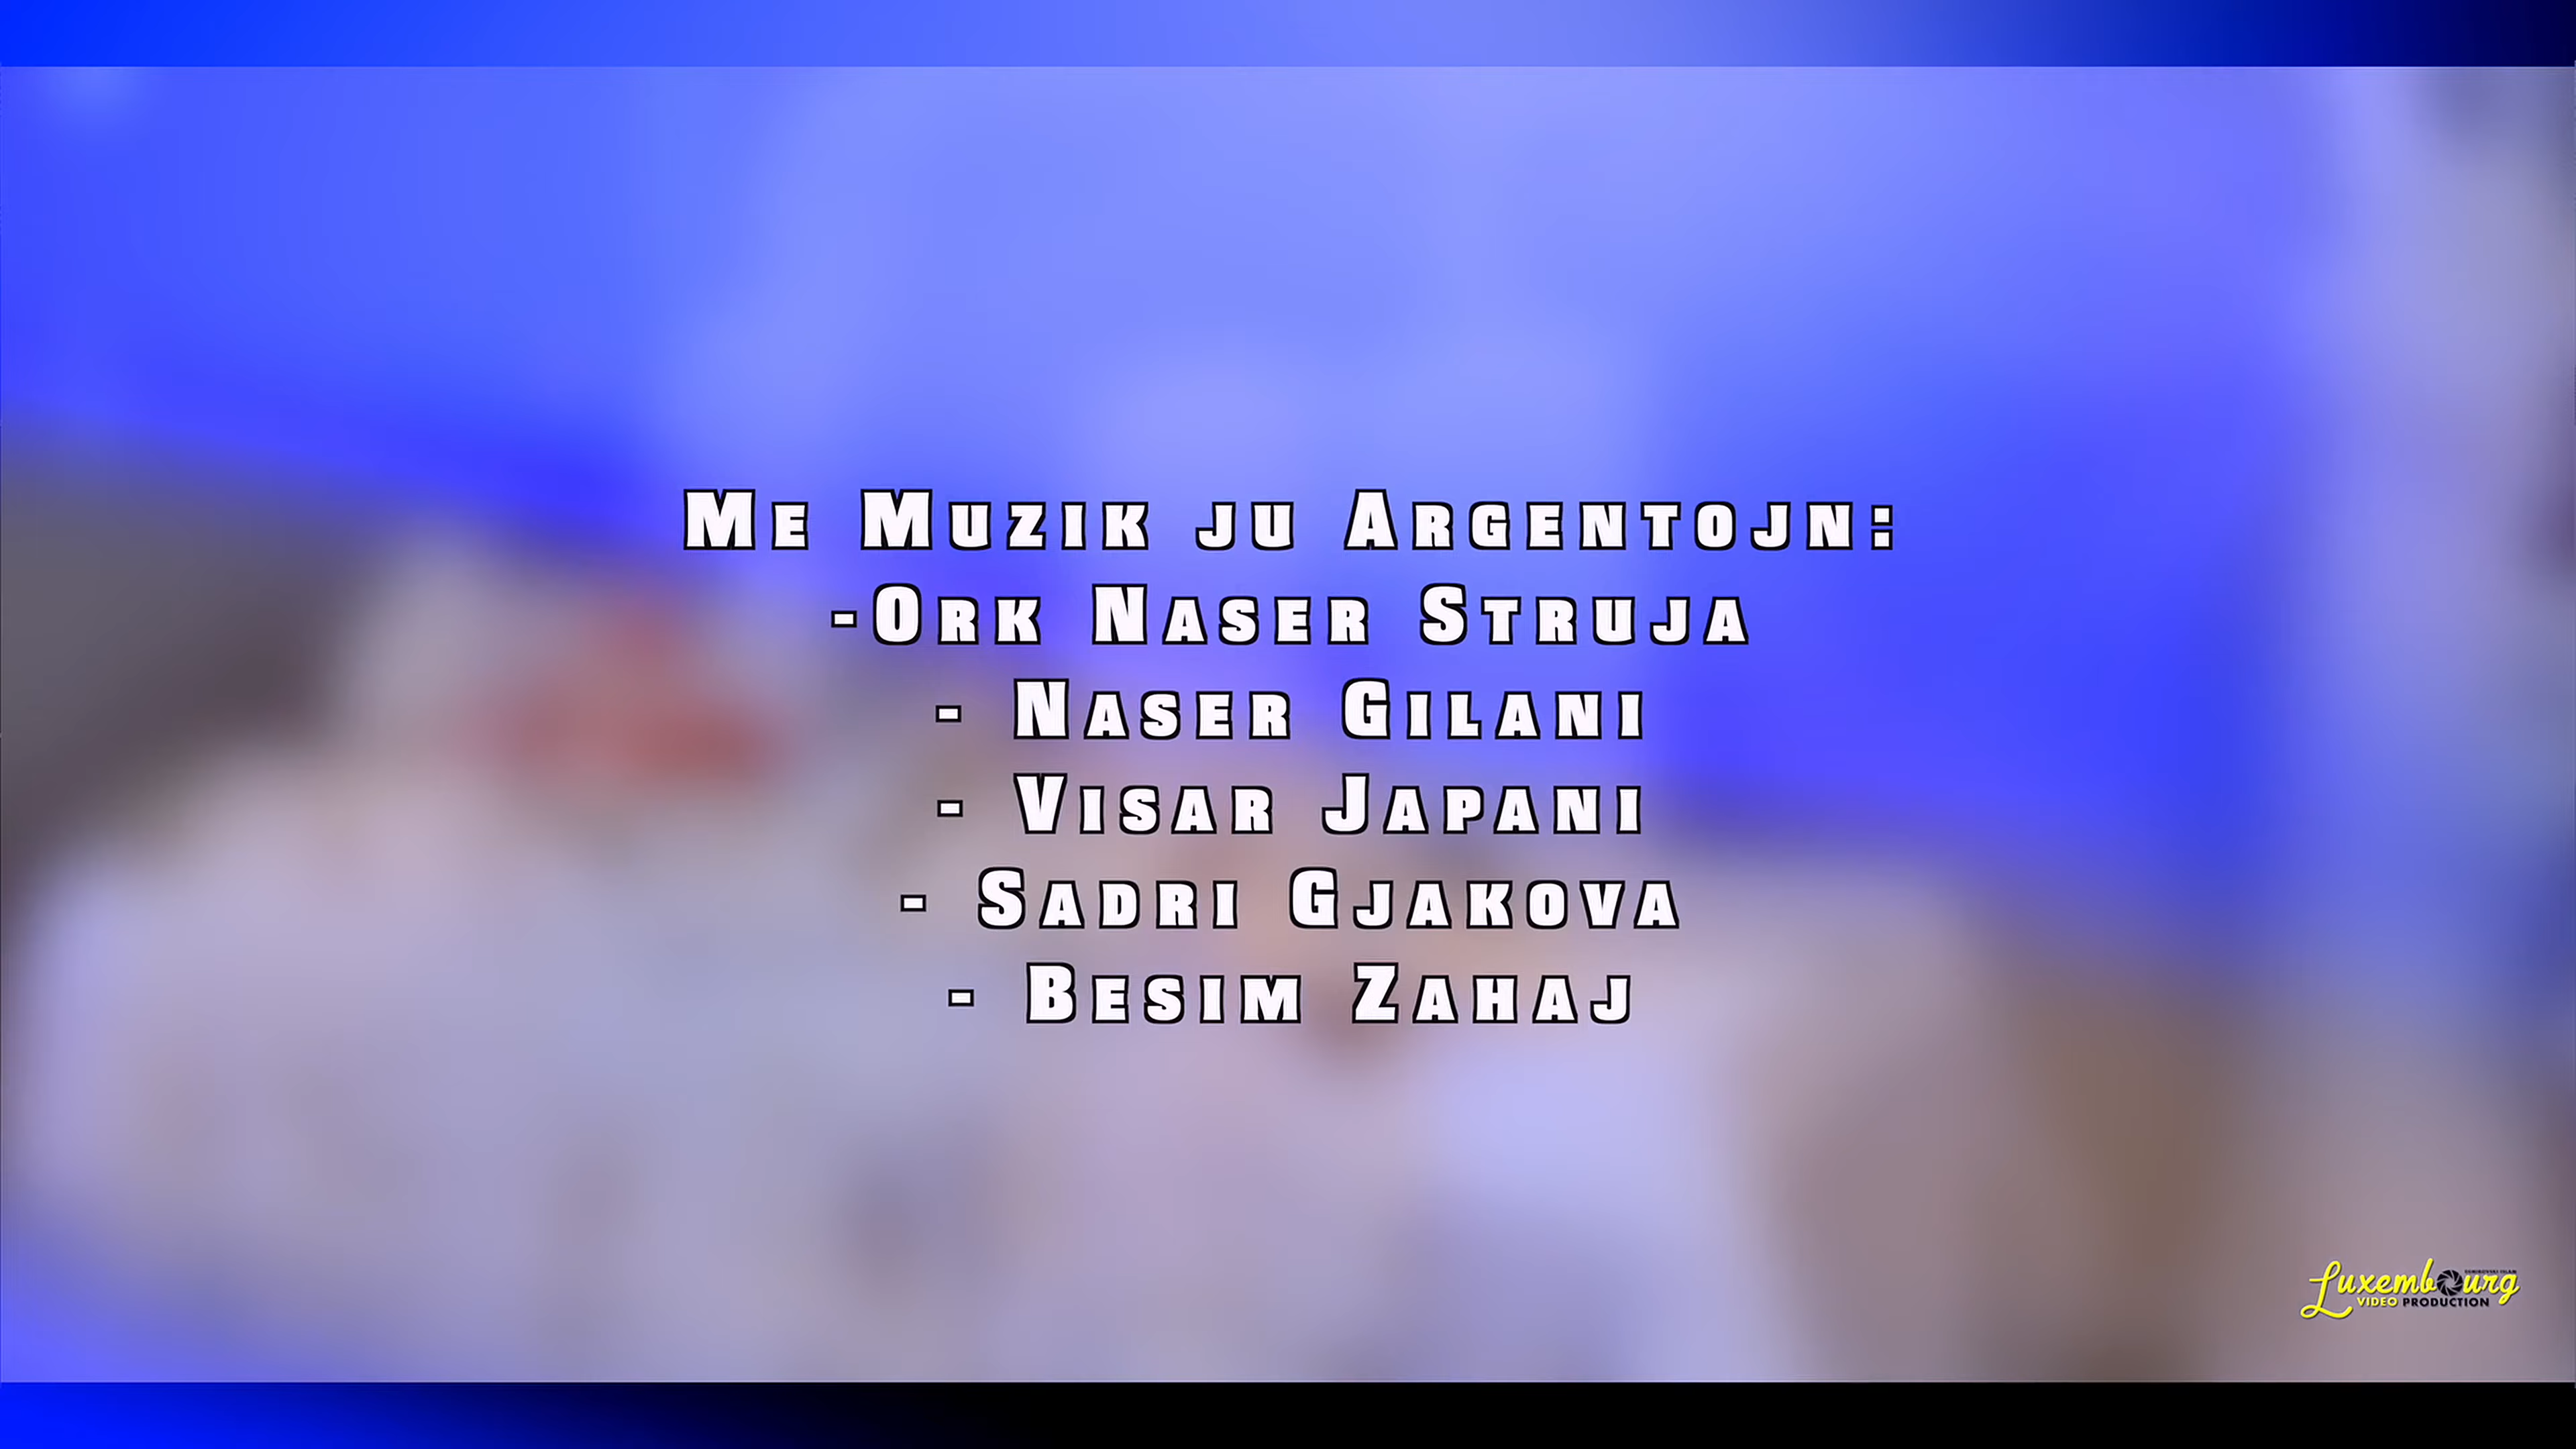 Me Muzik ju Argentojn:
-Ork Naser Struja
- Naser Gilani
- Visar Japani
- Sadri Gjakova
- Besim Zahaj
Luxembourg
VIDEO PRODUCTION